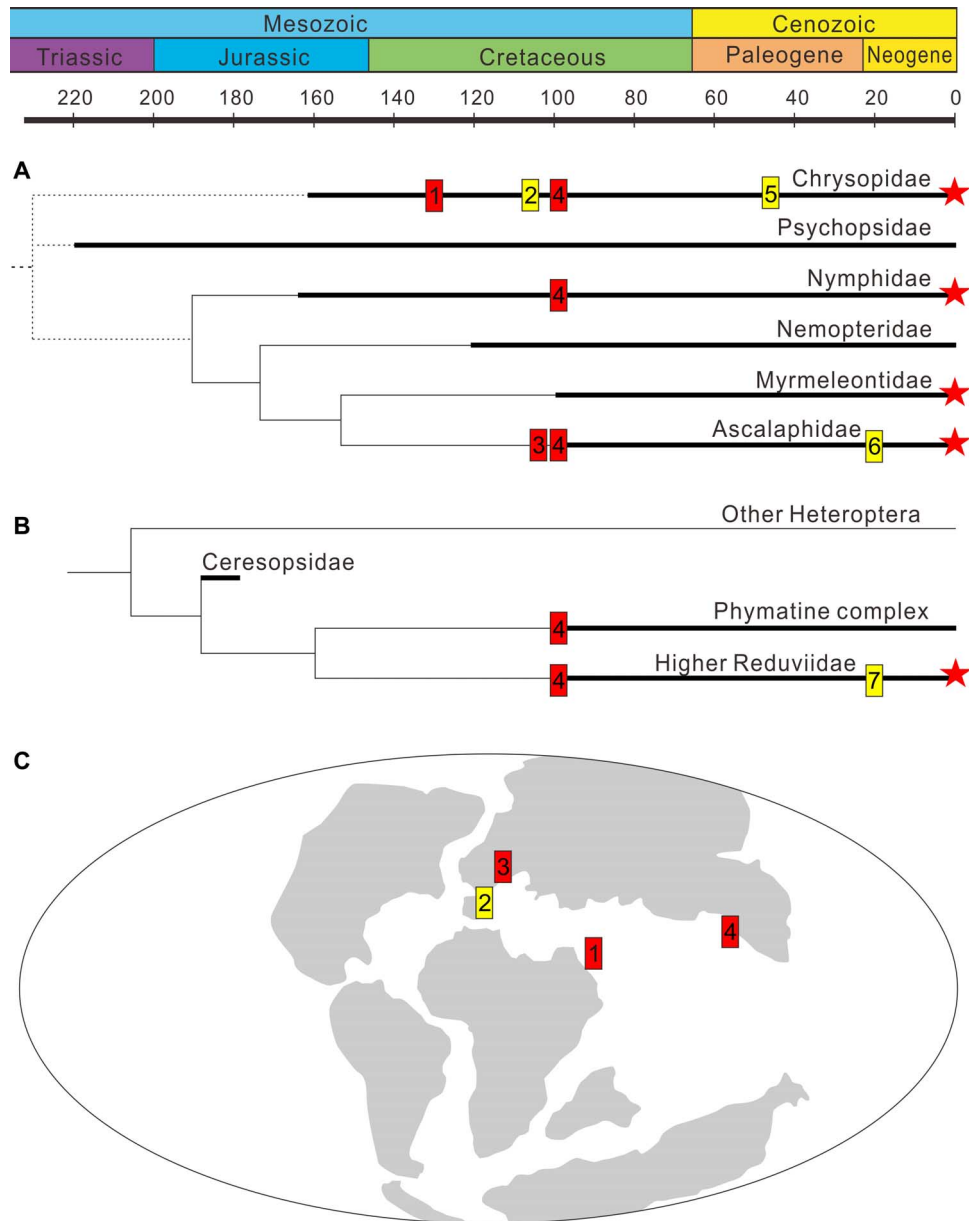 Mesozoic Cenozoic
Triassic Jurassic Cretaceous Paleogene Neogene
220 200 180 160 140 120 100 80 60 40 20 0
A
Chrysopidae
1 2 4 5
Psychopsidae
Nymphidae
4
Nemopteridae
Myrmeleontidae
Ascalaphidae
3 4 6
B
Other Heteroptera
Ceresopsidae
Phymatine complex
4
Higher Reduviidae
4 7
C
3
2
4
1